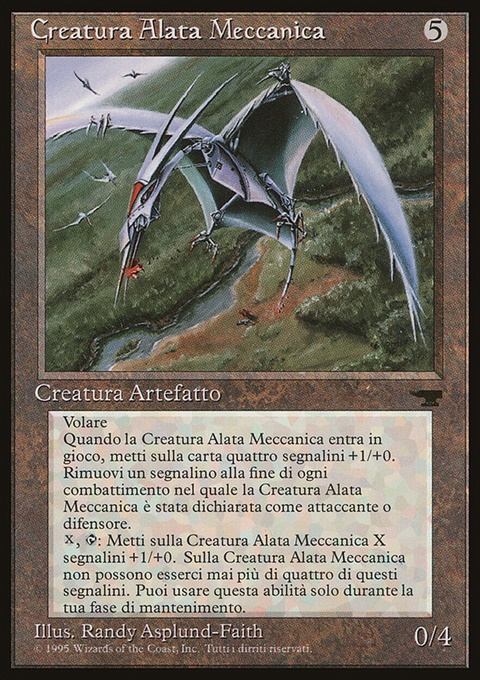 Creatura Alata Meccanica 5
Creatura Artefatto
Volare
Quando la Creatura Alata Meccanica entra in
gioco, metti sulla carta quattro segnalini +1/+0.
Rimuovi un segnalino alla fine di ogni
combattimento nel quale la Creatura Alata
Meccanica è stata dichiarata come attaccante o
difensore.
X, : Metti sulla Creatura Alata Meccanica X
segnalini +1/+0. Sulla Creatura Alata Meccanica
non possono esserci mai più di quattro di questi
segnalini. Puoi usare questa abilità solo durante la
tua fase di mantenimento.
Illus. Randy Asplund-Faith
0/4
© 1995 Wizards of the Coast, Inc. Tutti i dirriti riservati.